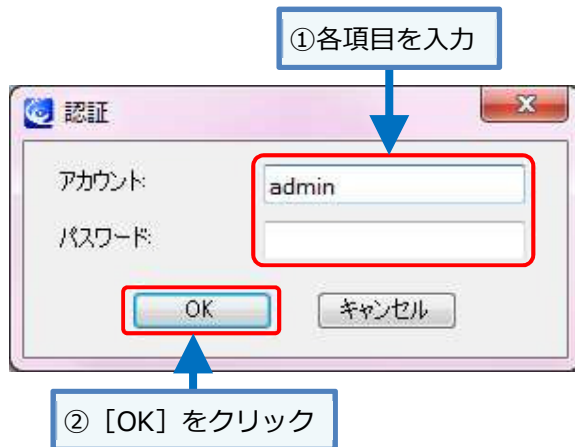 ①各項目を入力
認証
アカウント:
admin
パスワード:
OK
キャンセル
②［OK］をクリック